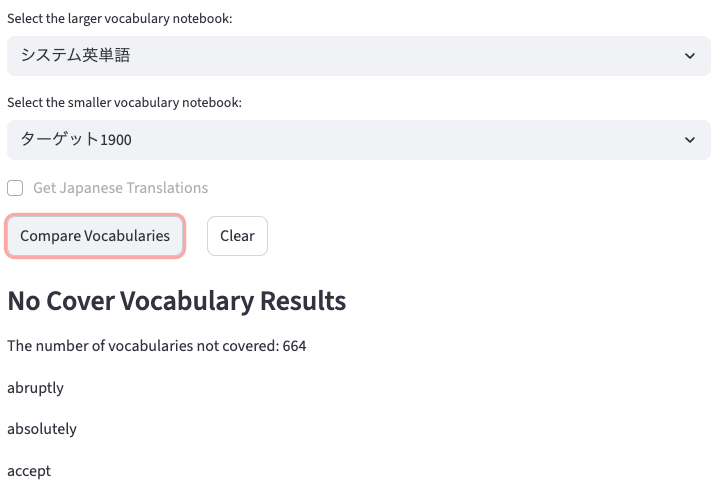 Select the larger vocabulary notebook:
システム英単語
Select the smaller vocabulary notebook:
ターゲット1900
Get Japanese Translations
Compare Vocabularies
Clear
No Cover Vocabulary Results
The number of vocabularies not covered: 664
abruptly
absolutely
accept